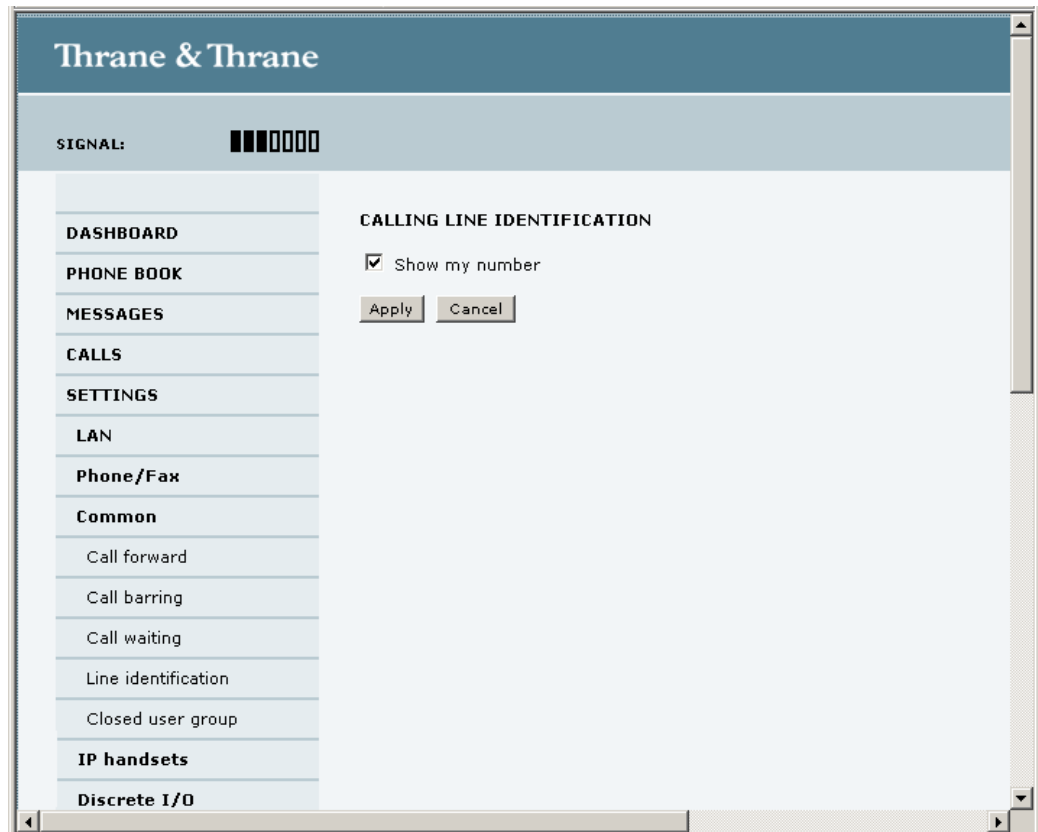 Thrane & Thrane
SIGNAL:
DASHBOARD
PHONE BOOK
MESSAGES
CALLS
SETTINGS
LAN
Phone/Fax
Common
Call forward
Call barring
Call waiting
Line identification
Closed user group
IP handsets
Discrete I/O
CALLING LINE IDENTIFICATION
Show my number
Apply Cancel